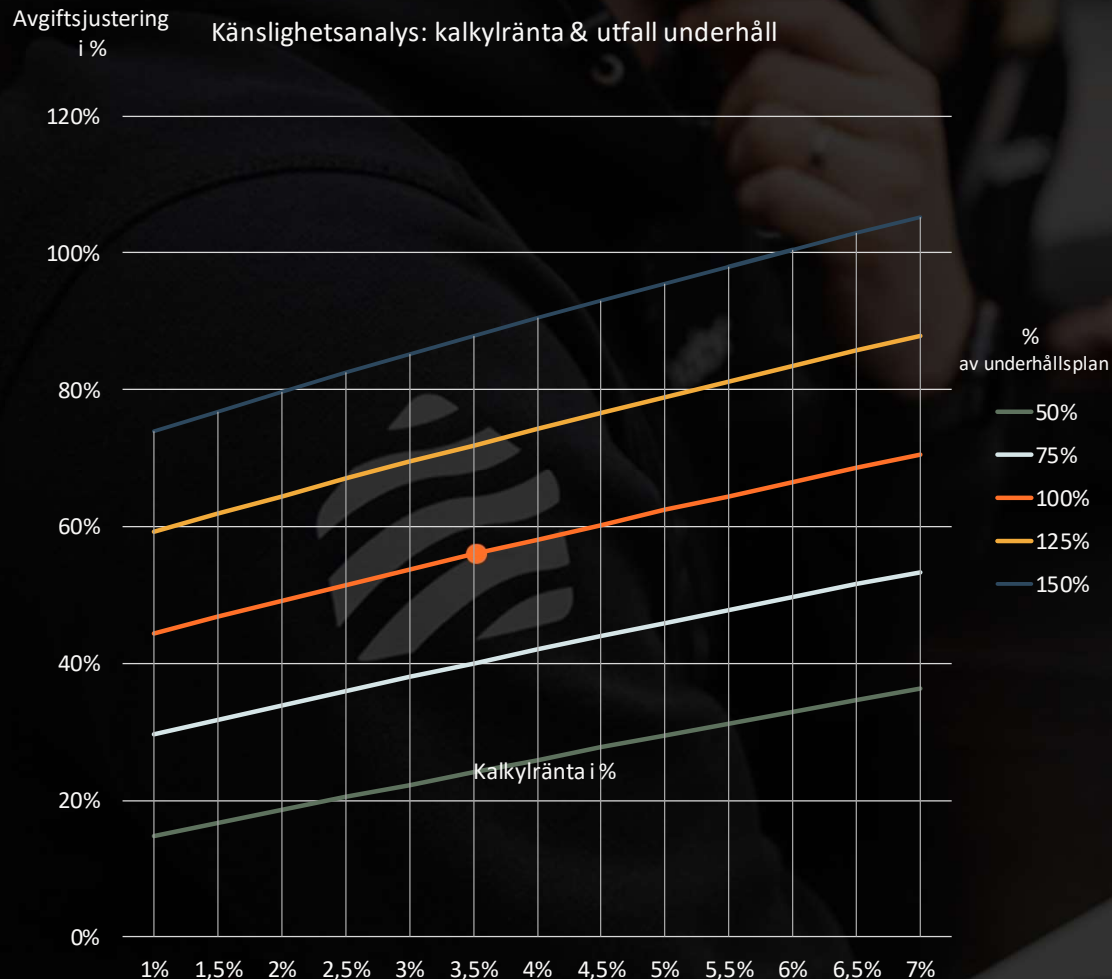 Avgiftsjustering
i %
Känslighetsanalys: kalkylränta & utfall underhåll
120%
100%
80%
60%
40%
20%
0%
Kalkylränta i %
1% 1,5% 2% 2,5% 3% 3,5% 4% 4,5% 5% 5,5% 6% 6,5% 7%
%
av underhållsplan
50%
75%
100%
125%
150%